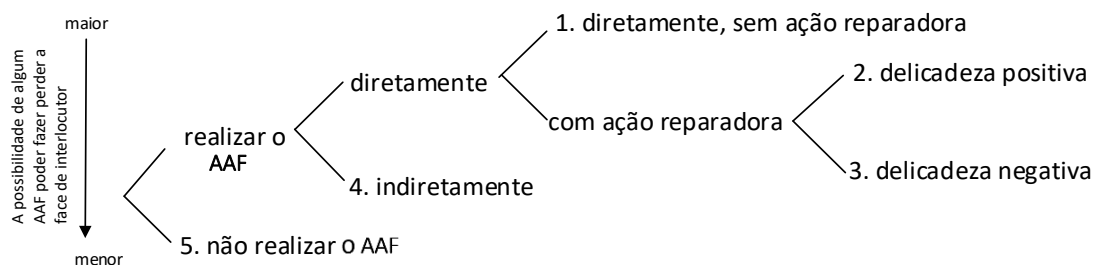 maior
A possibilidade de algum
AAF poder fazer perder a
face de interlocutor
menor
1. diretamente, sem ação reparadora
diretamente
2. delicadeza positiva
com ação reparadora
realizar o
AAF
3. delicadeza negativa
4. indiretamente
5. não realizar o AAF